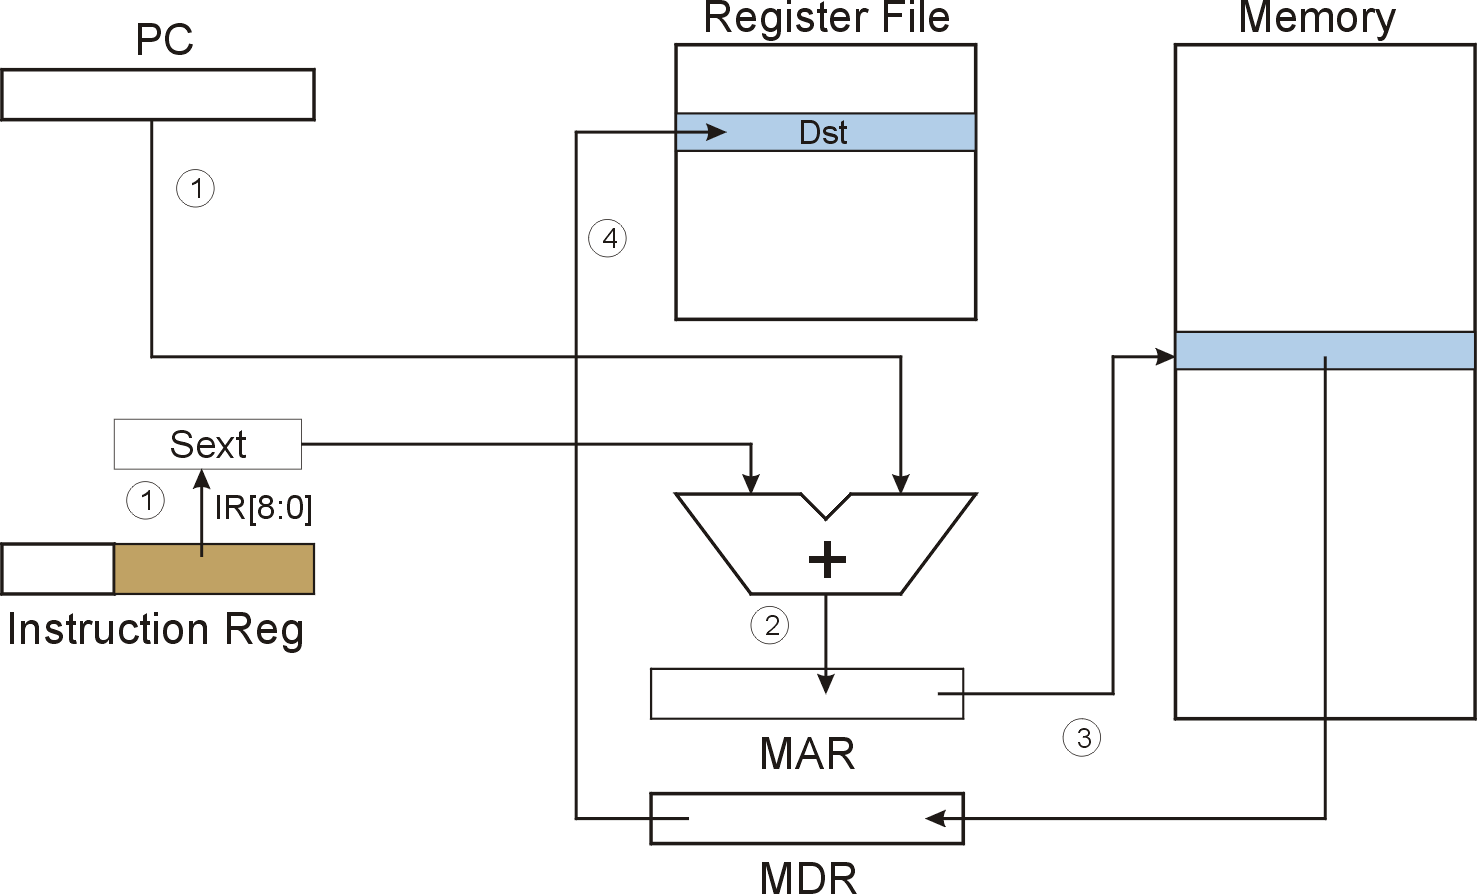 PC
Register File
Memory
Dst
1
4
Sext
1
IR[8:0]
+
Instruction Reg
2
MAR
3
MDR